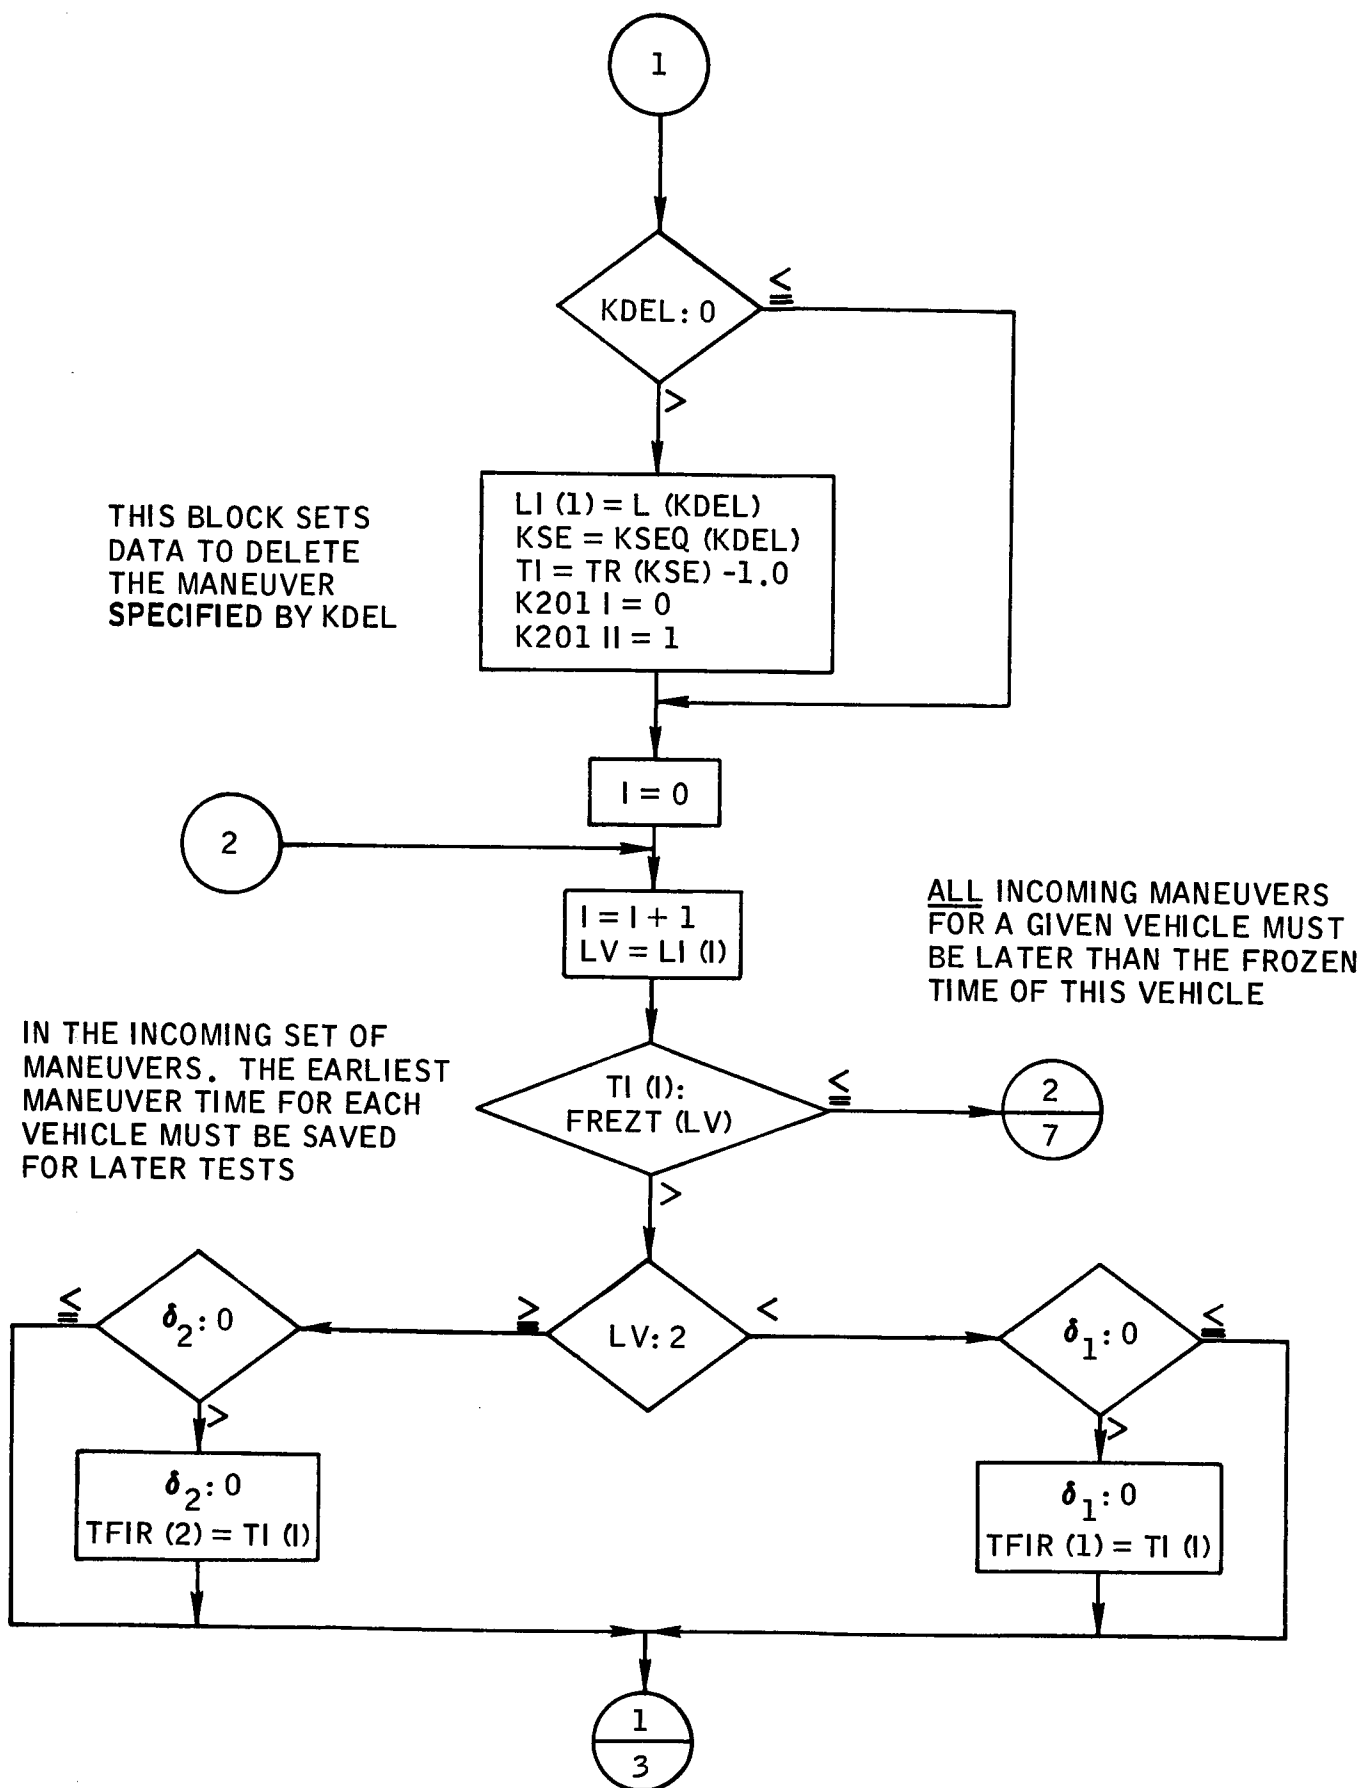 1
KDEL: 0
≦
>
THIS BLOCK SETS
DATA TO DELETE
THE MANEUVER
SPECIFIED BY KDEL
LI (1) = L (KDEL)
KSE = KSEQ (KDEL)
TI = TR (KSE) -1.0
K201 I = 0
K201 II = 1
I = 0
2
I = I + 1
LV = LI (I)
ALL INCOMING MANEUVERS
FOR A GIVEN VEHICLE MUST
BE LATER THAN THE FROZEN
TIME OF THIS VEHICLE
IN THE INCOMING SET OF
MANEUVERS. THE EARLIEST
MANEUVER TIME FOR EACH
VEHICLE MUST BE SAVED
FOR LATER TESTS
TI (I):
FREZT (LV)
≦
2
7
>
≦
δ2: 0
≧
LV: 2
<
δ1: 0
≦
>
>
δ2: 0
TFIR (2) = TI (I)
δ1: 0
TFIR (1) = TI (I)
1
3